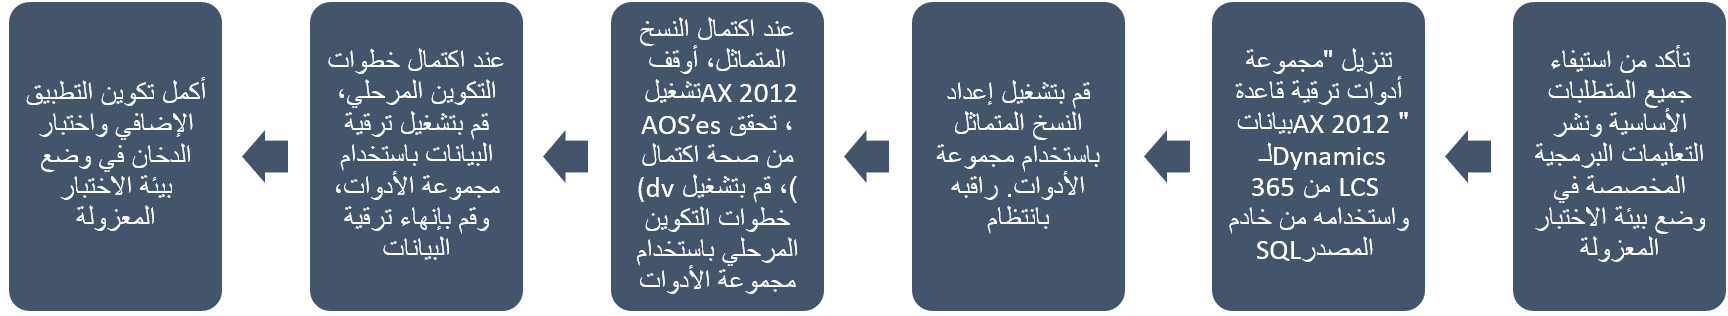 تأكد من استيفاء
جميع المتطلبات
الأساسية ونشر
التعليمات البرمجية
المخصصة في
وضع بيئة الاختبار
المعزولة
تنزيل "مجموعة
أدوات ترقية قاعدة
بيانات AX 2012 "
لـ Dynamics
365 من LCS
واستخدامه من خادم
المصدر SQL
قم بتشغيل إعداد
النسخ المتماثل
باستخدام مجموعة
الأدوات. راقبه
بانتظام
عند اكتمال النسخ
المتماثل، أوقف
تشغيل AX 2012
AOS’es ، تحقق
من صحة اكتمال
(dv )، قم بتشغيل
خطوات التكوين
المرحلي باستخدام
مجموعة الأدوات
عند اكتمال خطوات
التكوين المرحلي،
قم بتشغيل ترقية
البيانات باستخدام
مجموعة الأدوات،
وقم بإنهاء ترقية
البيانات
أكمل تكوين التطبيق
الإضافي واختبار
الدخان في وضع
بيئة الاختبار
المعزولة